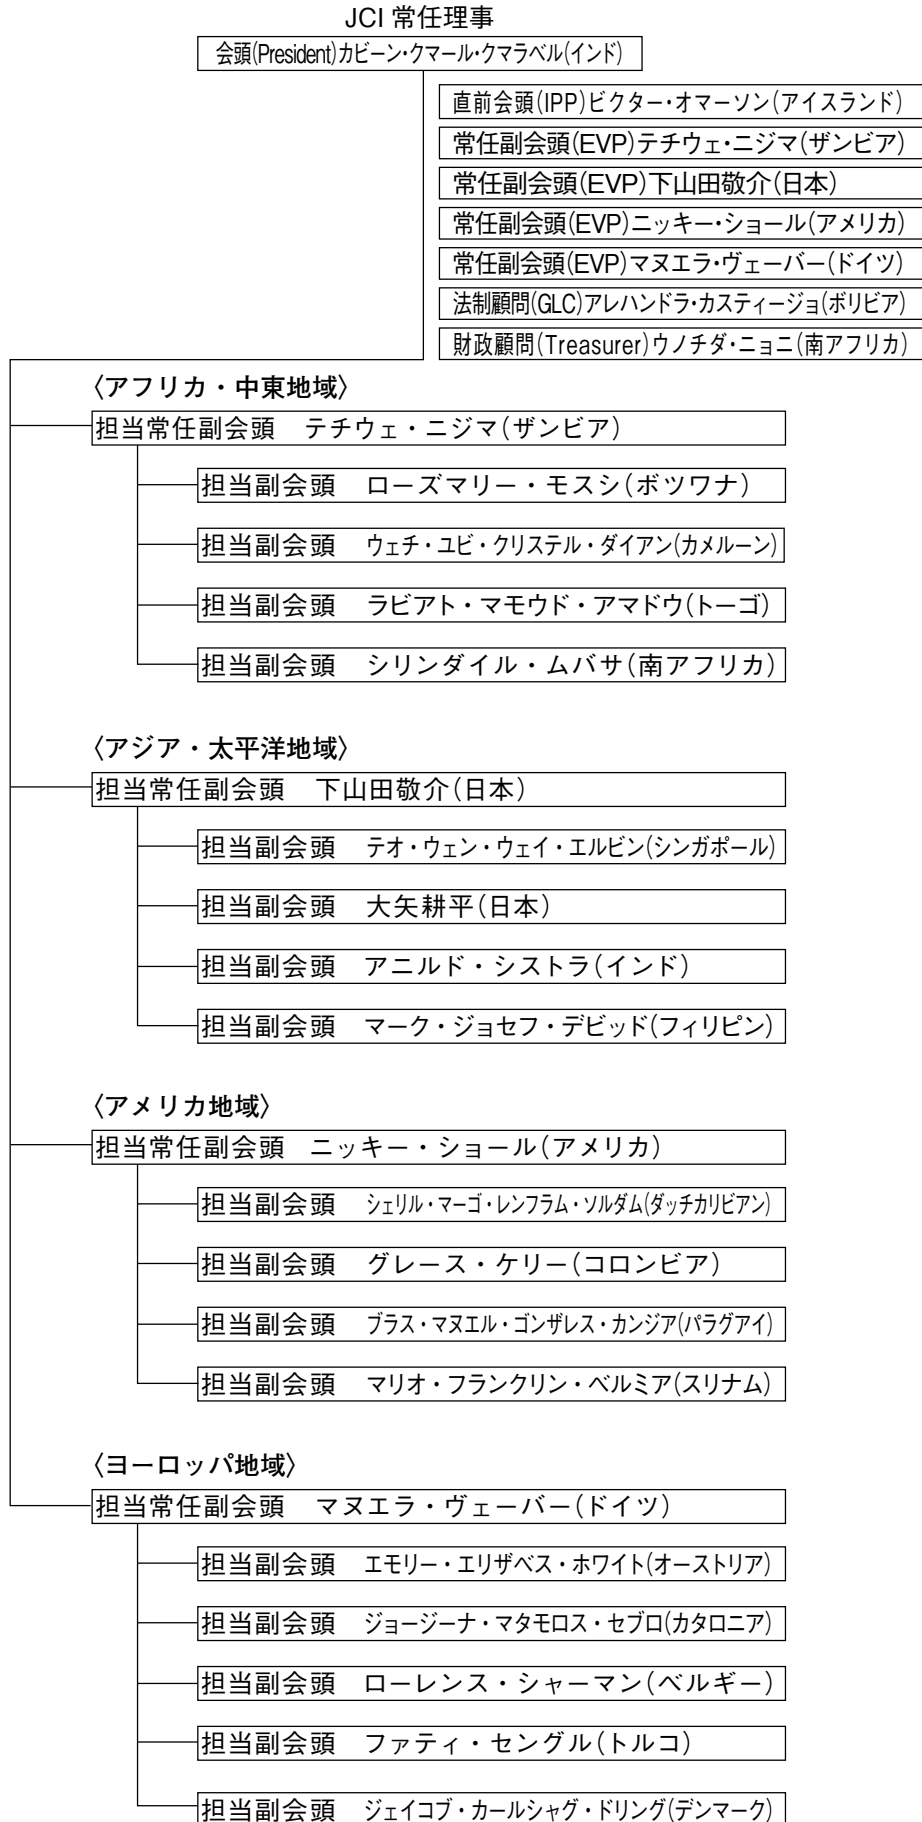 JCI 常任理事
会頭(President)カビーン・クマール・クマラベル(インド)
直前会頭(IPP)ビクター・オマーソン(アイスランド)
常任副会頭(EVP)テチウェ・ニジマ(ザンビア)
常任副会頭(EVP)下山田敬介(日本)
常任副会頭(EVP)ニッキー・ショール(アメリカ)
常任副会頭(EVP)マヌエラ・ヴェーバー(ドイツ)
法制顧問(GLC)アレハンドラ・カスティージョ(ボリビア)
財政顧問(Treasurer)ウノチダ・ニョニ(南アフリカ)
〈アフリカ・中東地域〉
担当常任副会頭　テチウェ・ニジマ(ザンビア)
担当副会頭　ローズマリー・モスシ(ボツワナ)
担当副会頭　ウェチ・ユビ・クリステル・ダイアン(カメルーン)
担当副会頭　ラビアト・マモウド・アマドウ(トーゴ)
担当副会頭　シリンダイル・ムバサ(南アフリカ)
〈アジア・太平洋地域〉
担当常任副会頭　下山田敬介(日本)
担当副会頭　テオ・ウェン・ウェイ・エルビン(シンガポール)
担当副会頭　大矢耕平(日本)
担当副会頭　アニルド・シストラ(インド)
担当副会頭　マーク・ジョセフ・デビッド(フィリピン)
〈アメリカ地域〉
担当常任副会頭　ニッキー・ショール(アメリカ)
担当副会頭　シェリル・マーゴ・レンフラム・ソルダム(ダッチカリビアン)
担当副会頭　グレース・ケリー(コロンビア)
担当副会頭　ブラス・マヌエル・ゴンザレス・カンジア(パラグアイ)
担当副会頭　マリオ・フランクリン・ベルミア(スリナム)
〈ヨーロッパ地域〉
担当常任副会頭　マヌエラ・ヴェーバー(ドイツ)
担当副会頭　エモリー・エリザベス・ホワイト(オーストリア)
担当副会頭　ジョージーナ・マタモロス・セブロ(カタロニア)
担当副会頭　ローレンス・シャーマン(ベルギー)
担当副会頭　ファティ・セングル(トルコ)
担当副会頭　ジェイコブ・カールシャグ・ドリング(デンマーク)